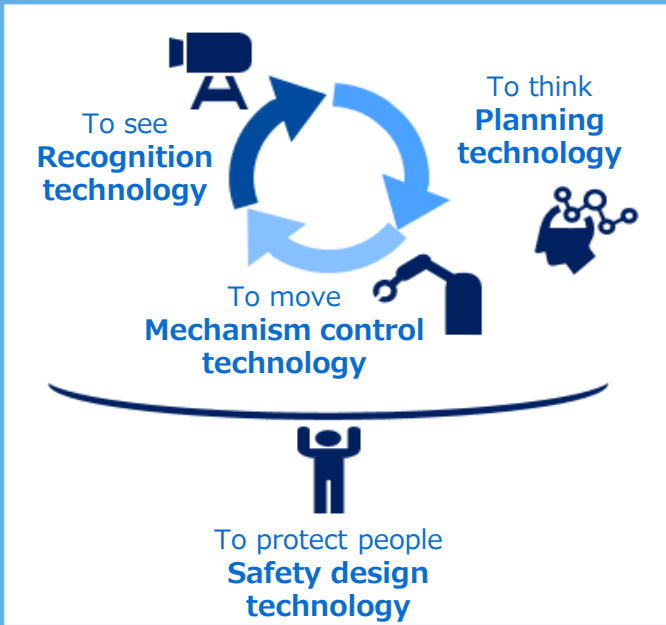 To see
Recognition
technology
To think
Planning
technology
To move
Mechanism control
technology
To protect people
Safety design
technology